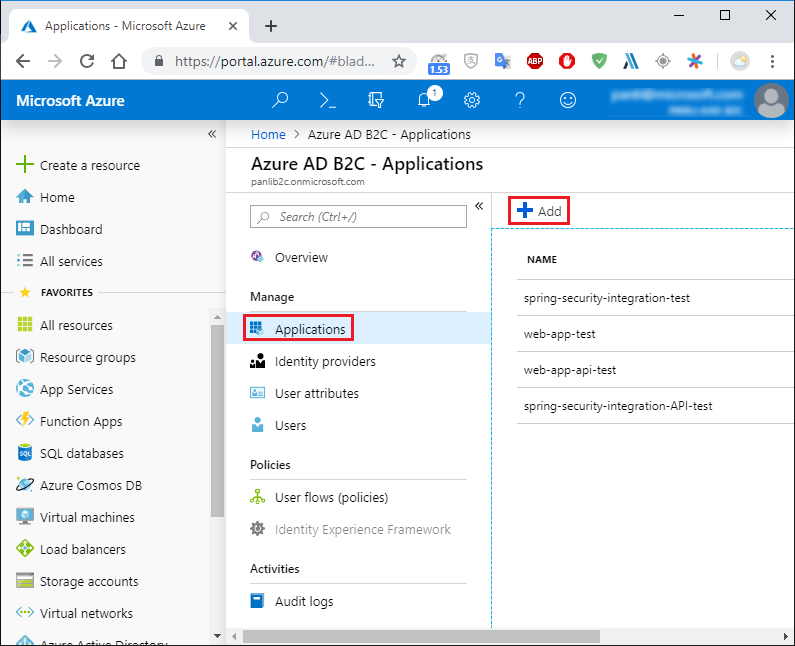 Applications - Microsoft Azure
https://portal.azure.com/#blad...
1.53
ABP
Microsoft Azure
1
Home > Azure AD B2C - Applications
Azure AD B2C - Applications
panlib2c.onmicrosoft.com
Create a resource
Home
Dashboard
All services
FAVORITES
All resources
Resource groups
App Services
Function Apps
SQL
SQL databases
Azure Cosmos DB
Virtual machines
Load balancers
Storage accounts
Virtual networks
Azure Active Directory
Search (Ctrl+/)
Overview
Manage
Applications
Identity providers
User attributes
Users
Policies
User flows (policies)
Identity Experience Framework
Activities
Audit logs
Add
NAME
spring-security-integration-test
web-app-test
web-app-api-test
spring-security-integration-API-test